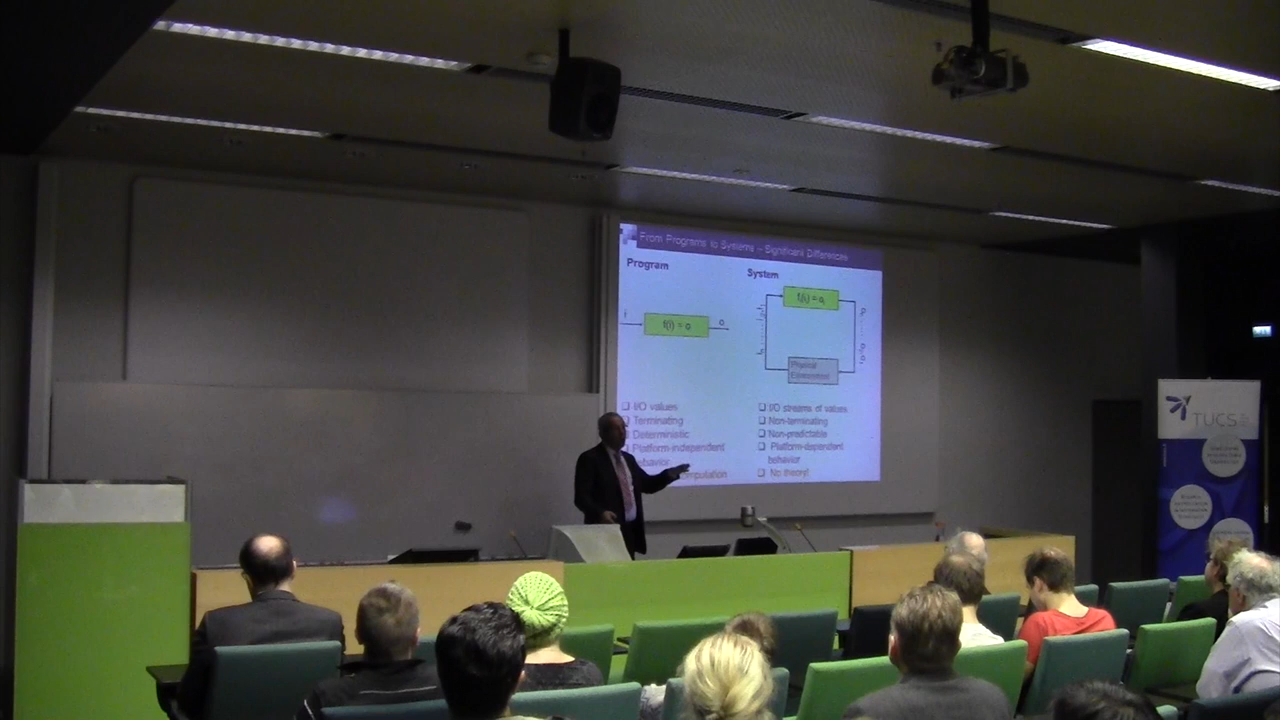 From Programs to Systems – Significant Differences
Program
System
i
f(i) = o
o
f(i) = o
Physical
Environment
❑ I/O values
❑ Terminating
❑ Deterministic
❑ Platform-independent
behavior
❑ I/O streams of values
❑ Non-terminating
❑ Non-predictable
❑ Platform-dependent
behavior
❑ No theory!
TUCS